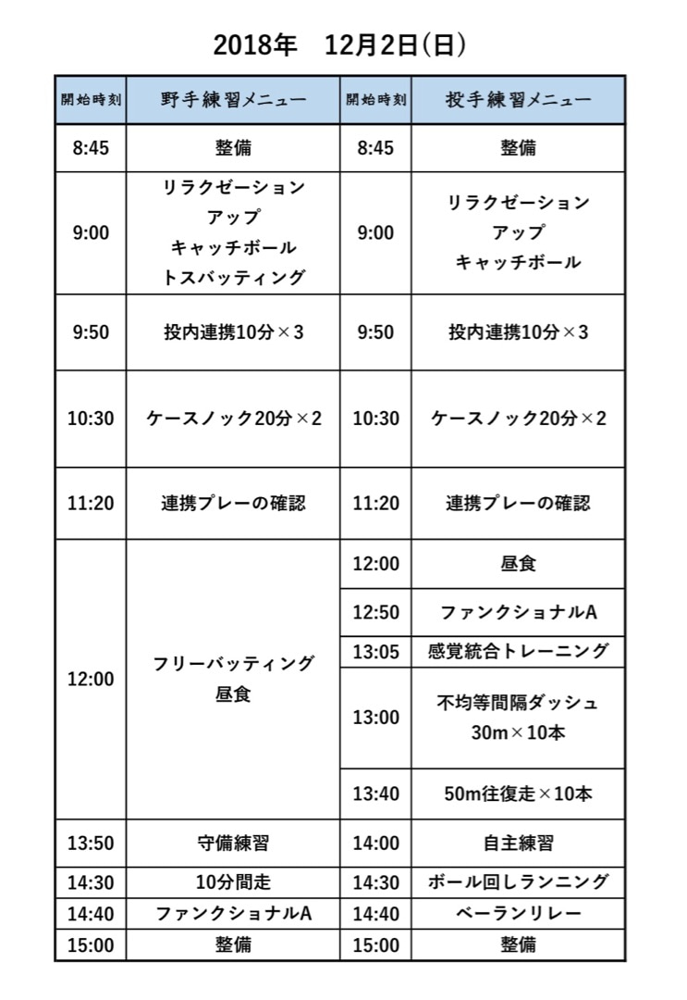 2018年　12月2日(日)
開始時刻 野手練習メニュー 開始時刻 投手練習メニュー
8:45 整備 8:45 整備
9:00
リラクゼーション
アップ
キャッチボール
トスバッティング
9:00
リラクゼーション
アップ
キャッチボール
9:50 投内連携10分×3 9:50 投内連携10分×3
10:30 ケースノック20分×2 10:30 ケースノック20分×2
11:20 連携プレーの確認 11:20 連携プレーの確認
12:00
フリーバッティング
昼食
12:00 昼食
12:50 ファンクショナルA
13:05 感覚統合トレーニング
13:00
不均等間隔ダッシュ
30m×10本
13:40 50m往復走×10本
13:50 守備練習 14:00 自主練習
14:30 10分間走 14:30 ボール回しランニング
14:40 ファンクショナルA 14:40 ベーランリレー
15:00 整備 15:00 整備